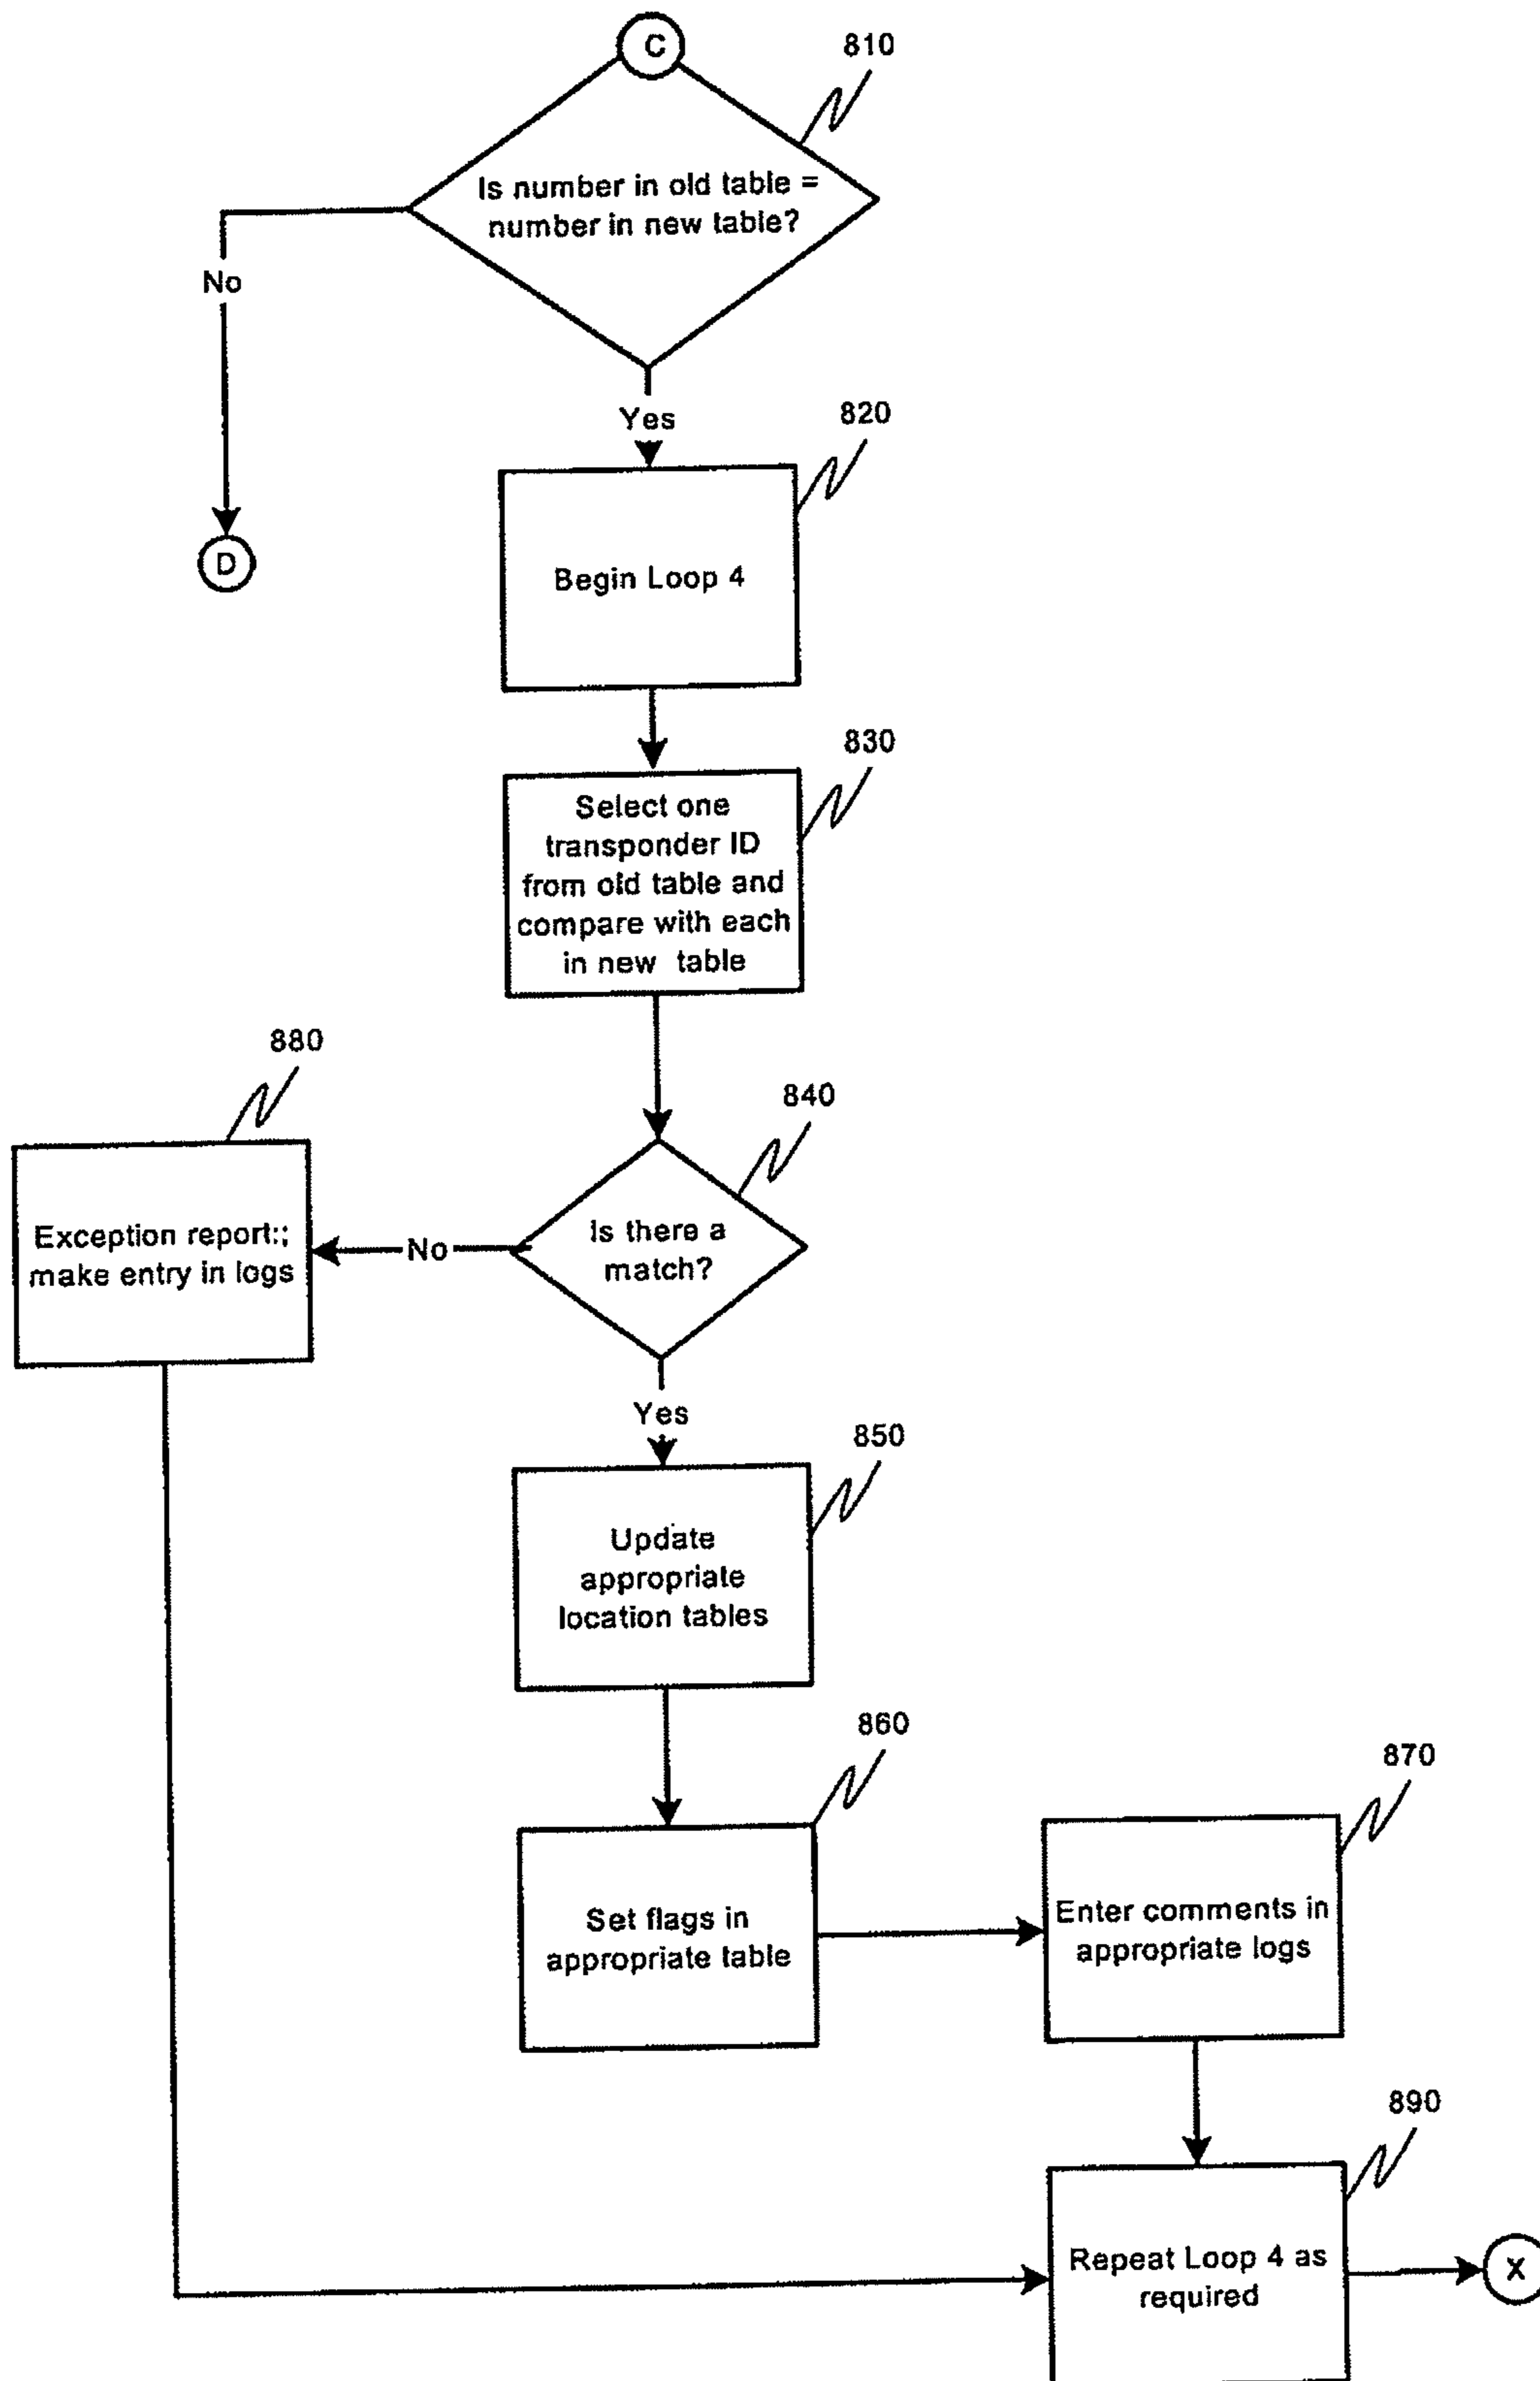 C
810
Is number in old table =
number in new table?
No
Yes
D
820
Begin Loop 4
830
Select one
transponder ID
from old table and
compare with each
in new table
840
Is there a
match?
No
880
Exception report:;
make entry in logs
Yes
850
Update
appropriate
location tables
860
Set flags in
appropriate table
870
Enter comments in
appropriate logs
890
Repeat Loop 4 as
required
X